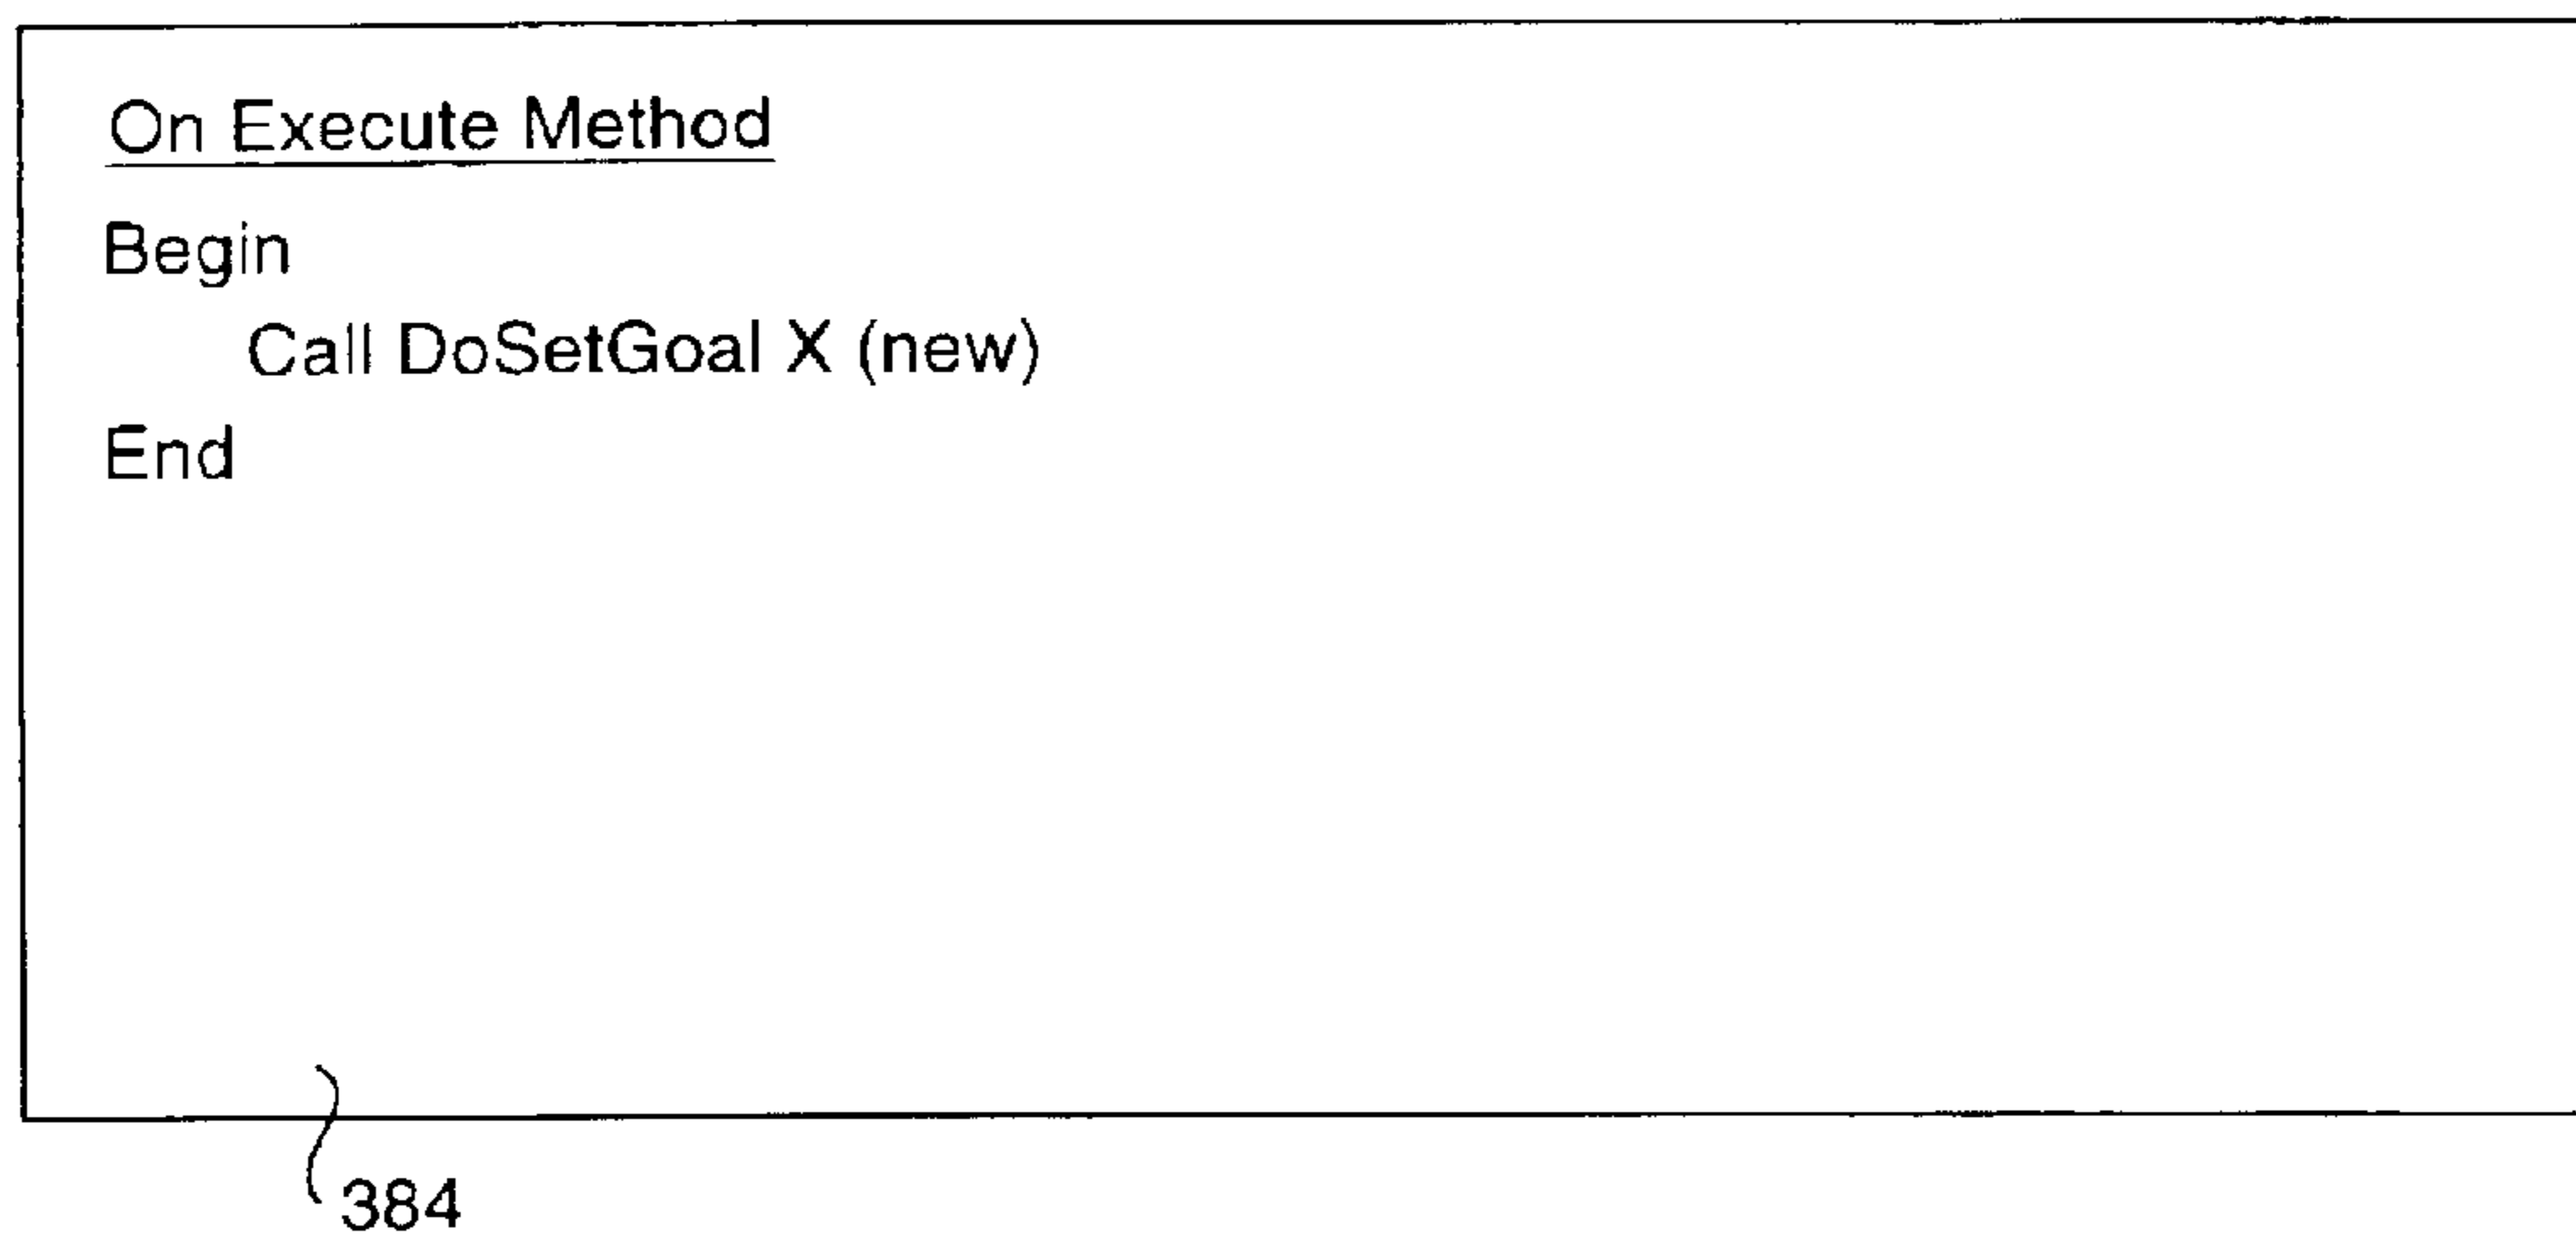 On Execute Method
Begin
Call DoSetGoal X (new)
End
384